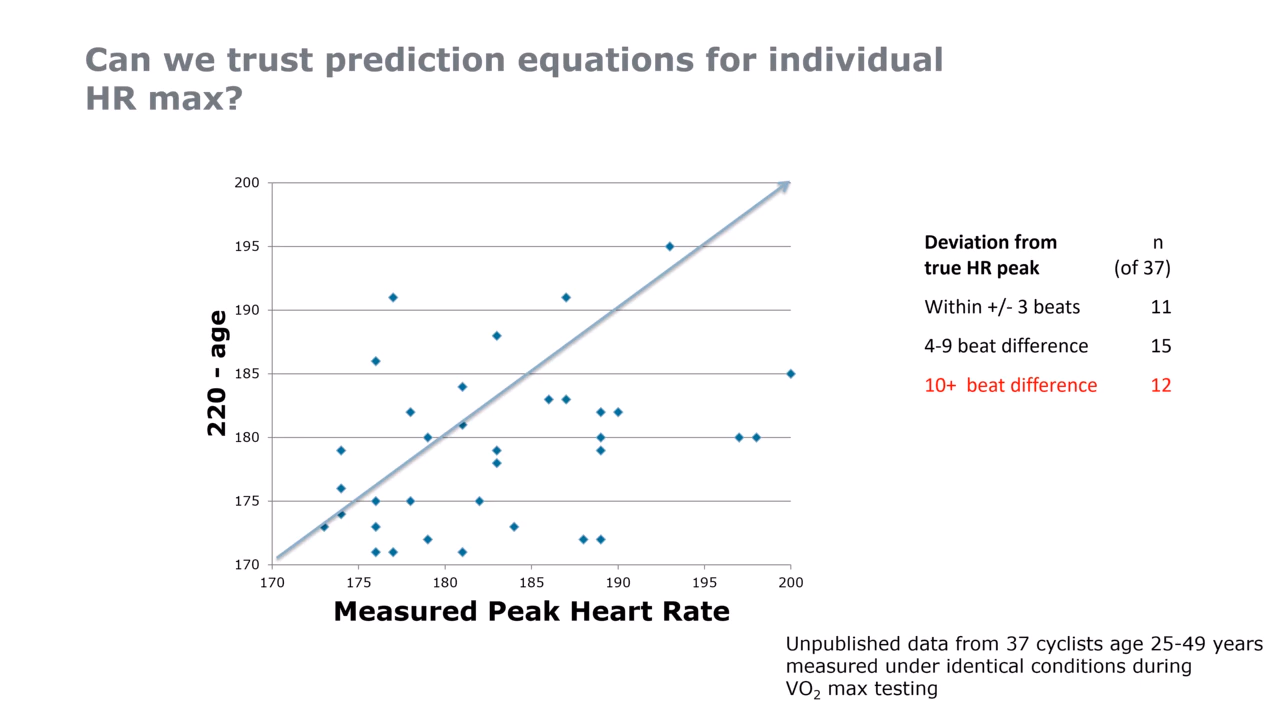 Can we trust prediction equations for individual
HR max?
220 - age
200
195
190
185
180
175
170
170 175 180 185 190 195 200
Measured Peak Heart Rate
Deviation from n
true HR peak (of 37)
Within +/- 3 beats 11
4-9 beat difference 15
10+ beat difference 12
Unpublished data from 37 cyclists age 25-49 years
measured under identical conditions during
VO₂ max testing